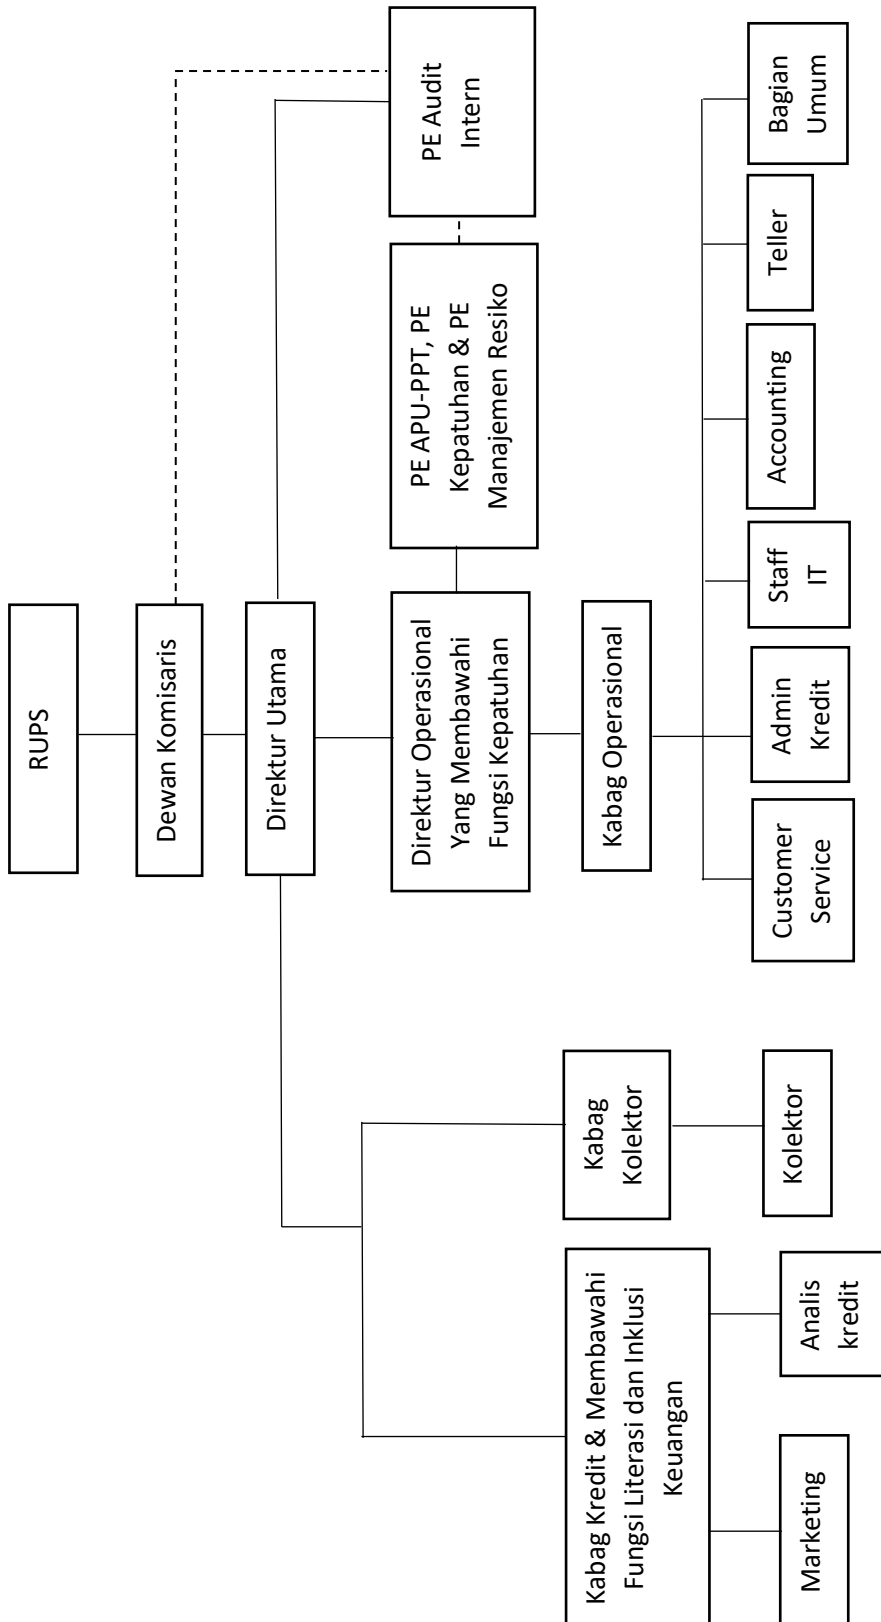 RUPS
Dewan Komisaris
Direktur Utama
PE Audit
Intern
PE APU-PPT, PE
Kepatuhan & PE
Manajemen Resiko
Direktur Operasional
Yang Membawahi
Fungsi Kepatuhan
Kabag Operasional
Kabag
Kolektor
Kabag Kredit & Membawahi
Fungsi Literasi dan Inklusi
Keuangan
Marketing
Analis
kredit
Kolektor
Customer
Service
Admin
Kredit
Staff
IT
Accounting
Teller
Bagian
Umum